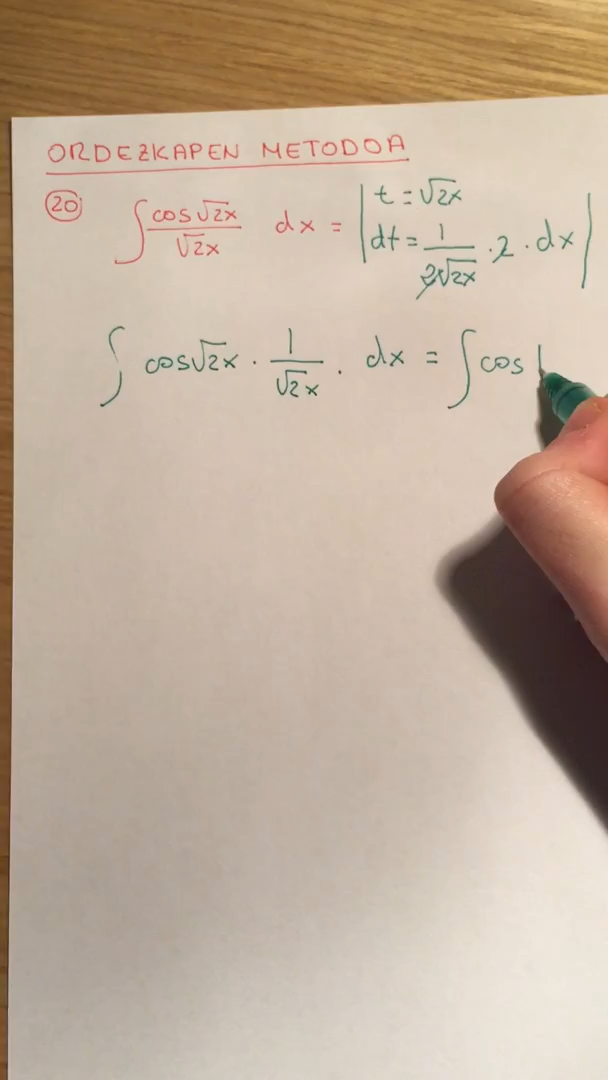 ORDEZKAPEN METODOA
20 ∫ cos√2x / √2x dx = | t = √2x
dt = 1 / 2√2x · 2 · dx |
∫ cos√2x · 1 / √2x · dx = ∫ cos